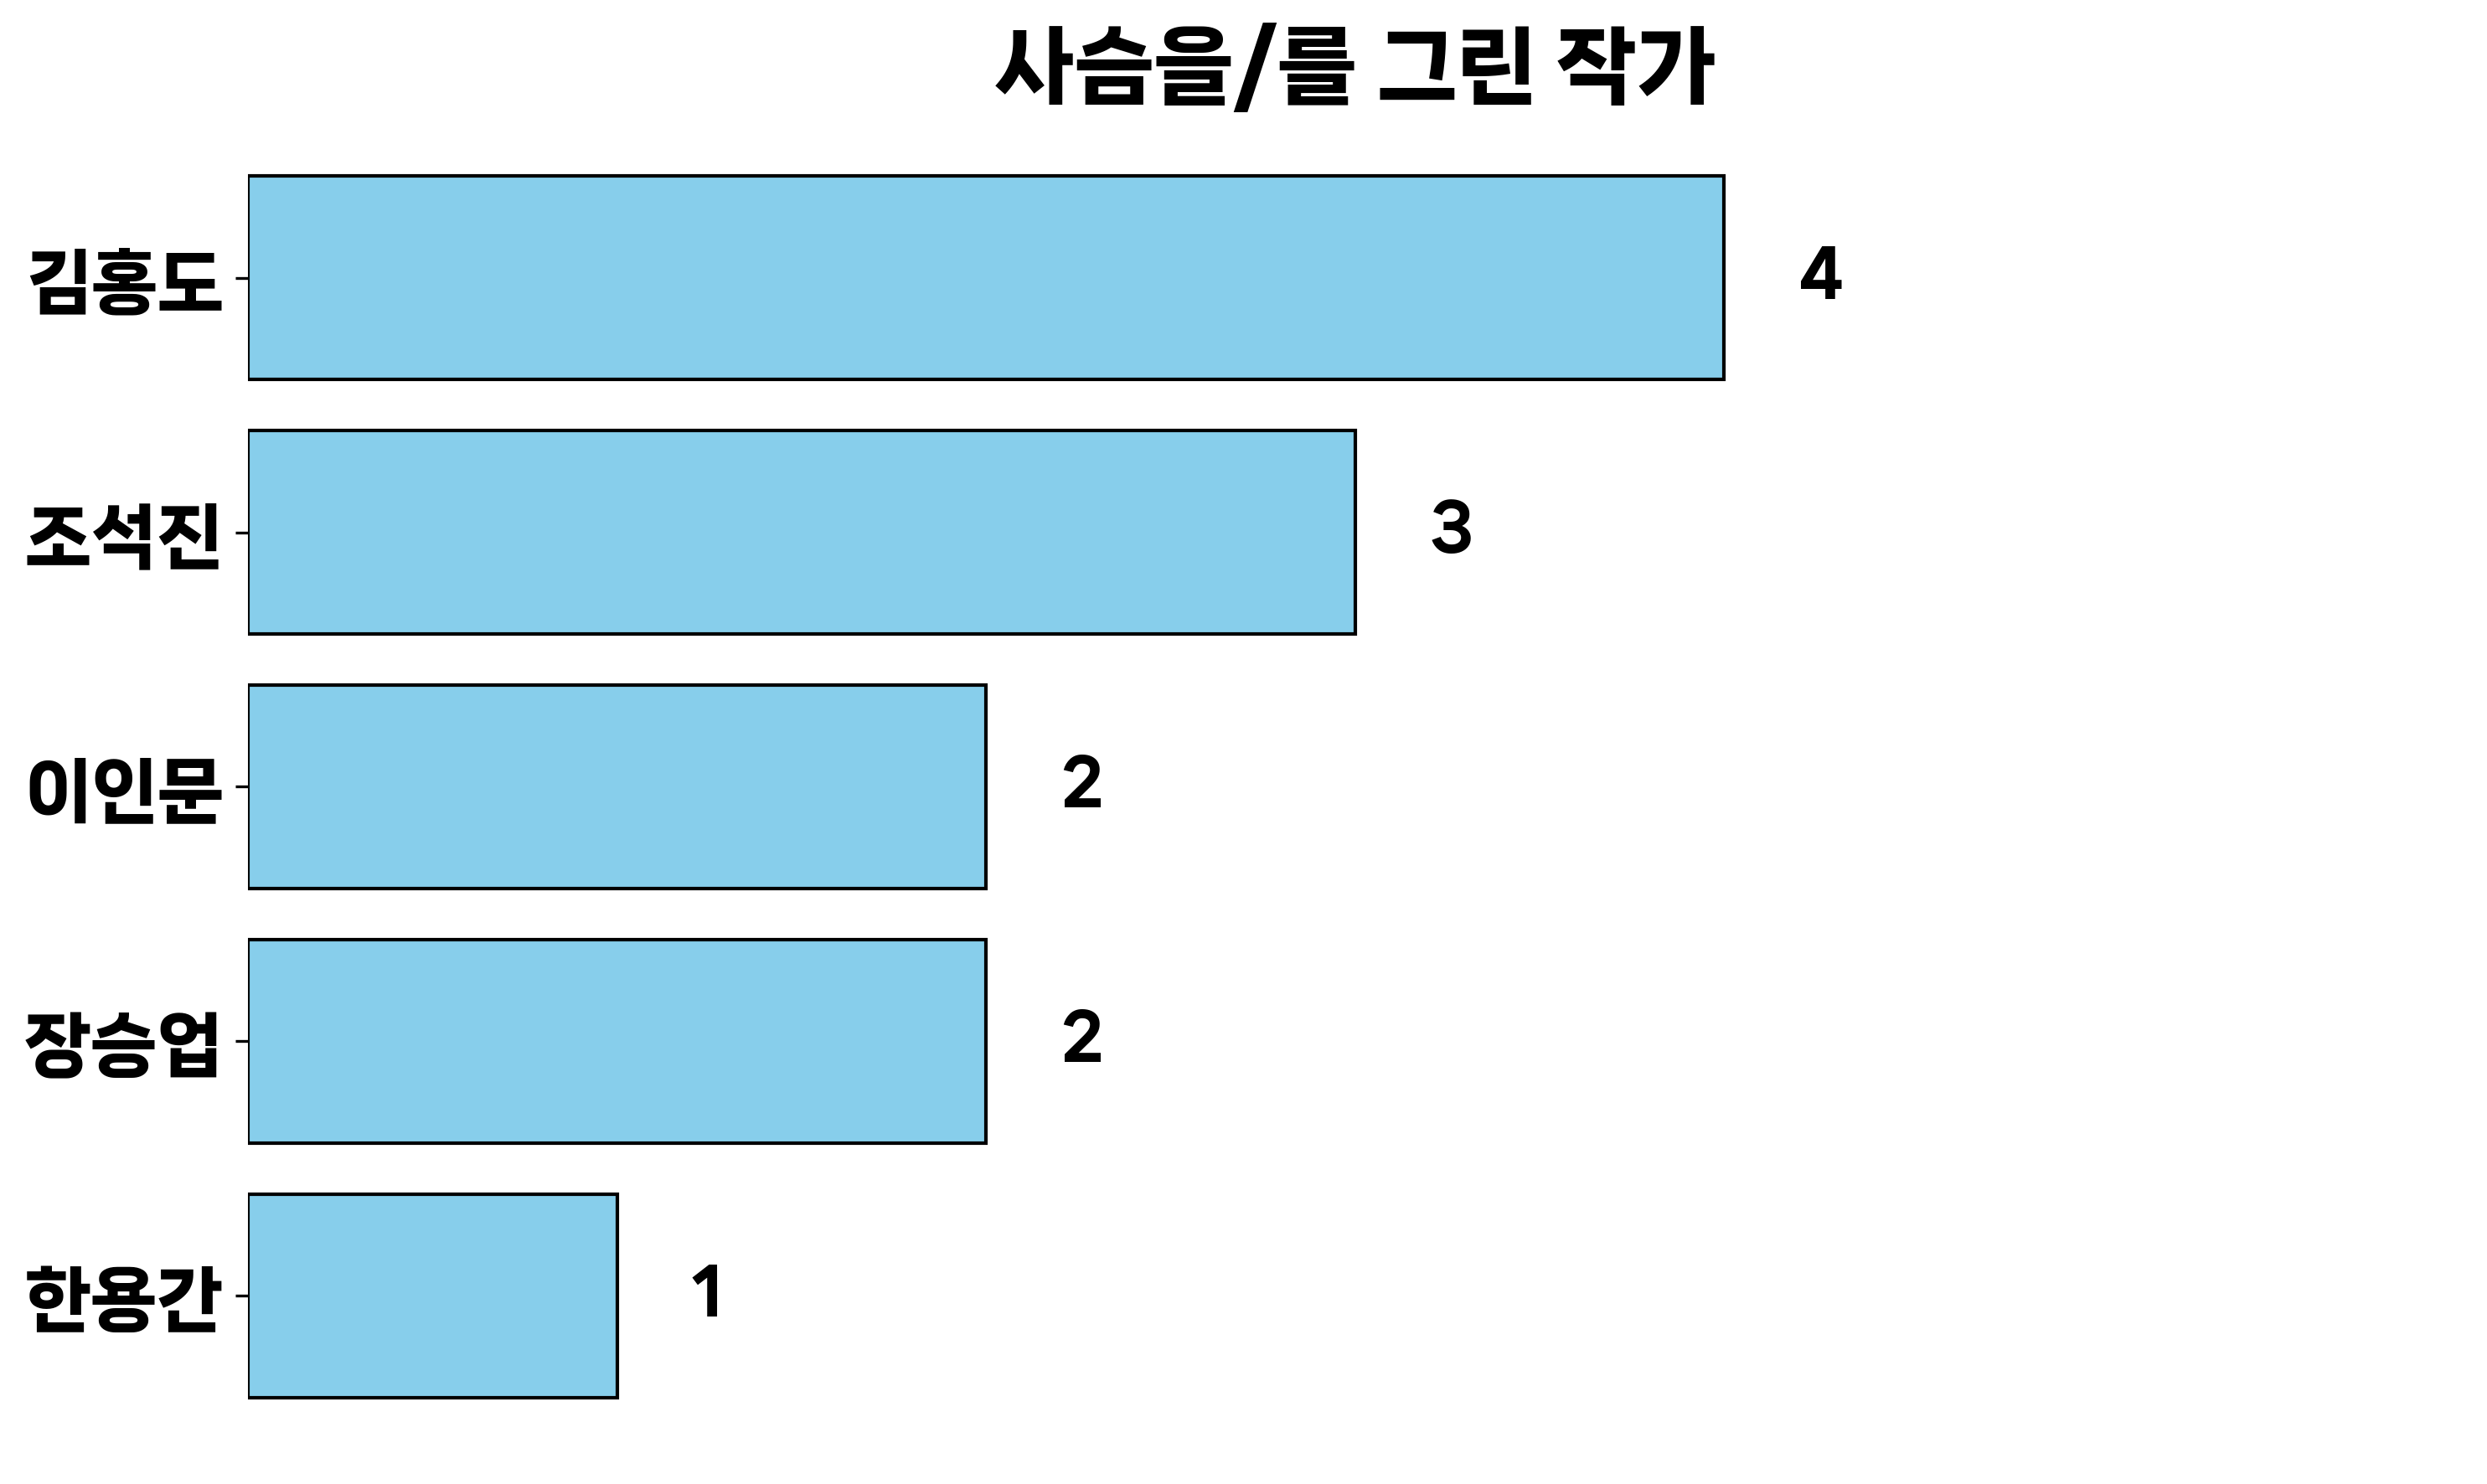 사슴을/를 그린 작가
김홍도 4
조석진 3
이인문 2
장승업 2
한용간 1